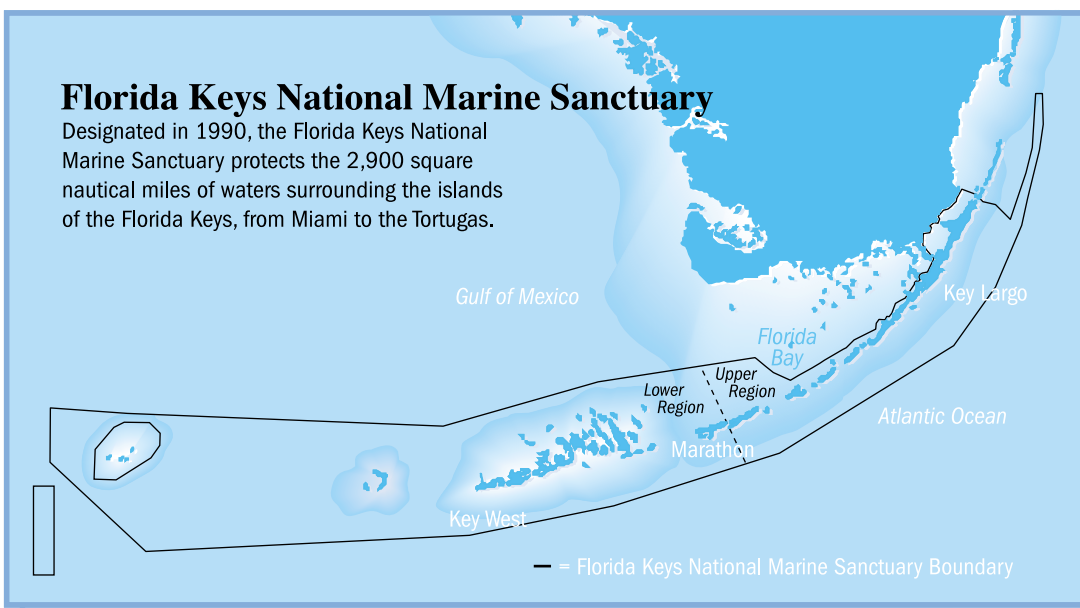 Florida Keys National Marine Sanctuary
Designated in 1990, the Florida Keys National
Marine Sanctuary protects the 2,900 square
nautical miles of waters surrounding the islands
of the Florida Keys, from Miami to the Tortugas.
Gulf of Mexico
Key Largo
Florida
Bay
Upper
Region
Lower
Region
Atlantic Ocean
Marathon
Key West
= Florida Keys National Marine Sanctuary Boundary